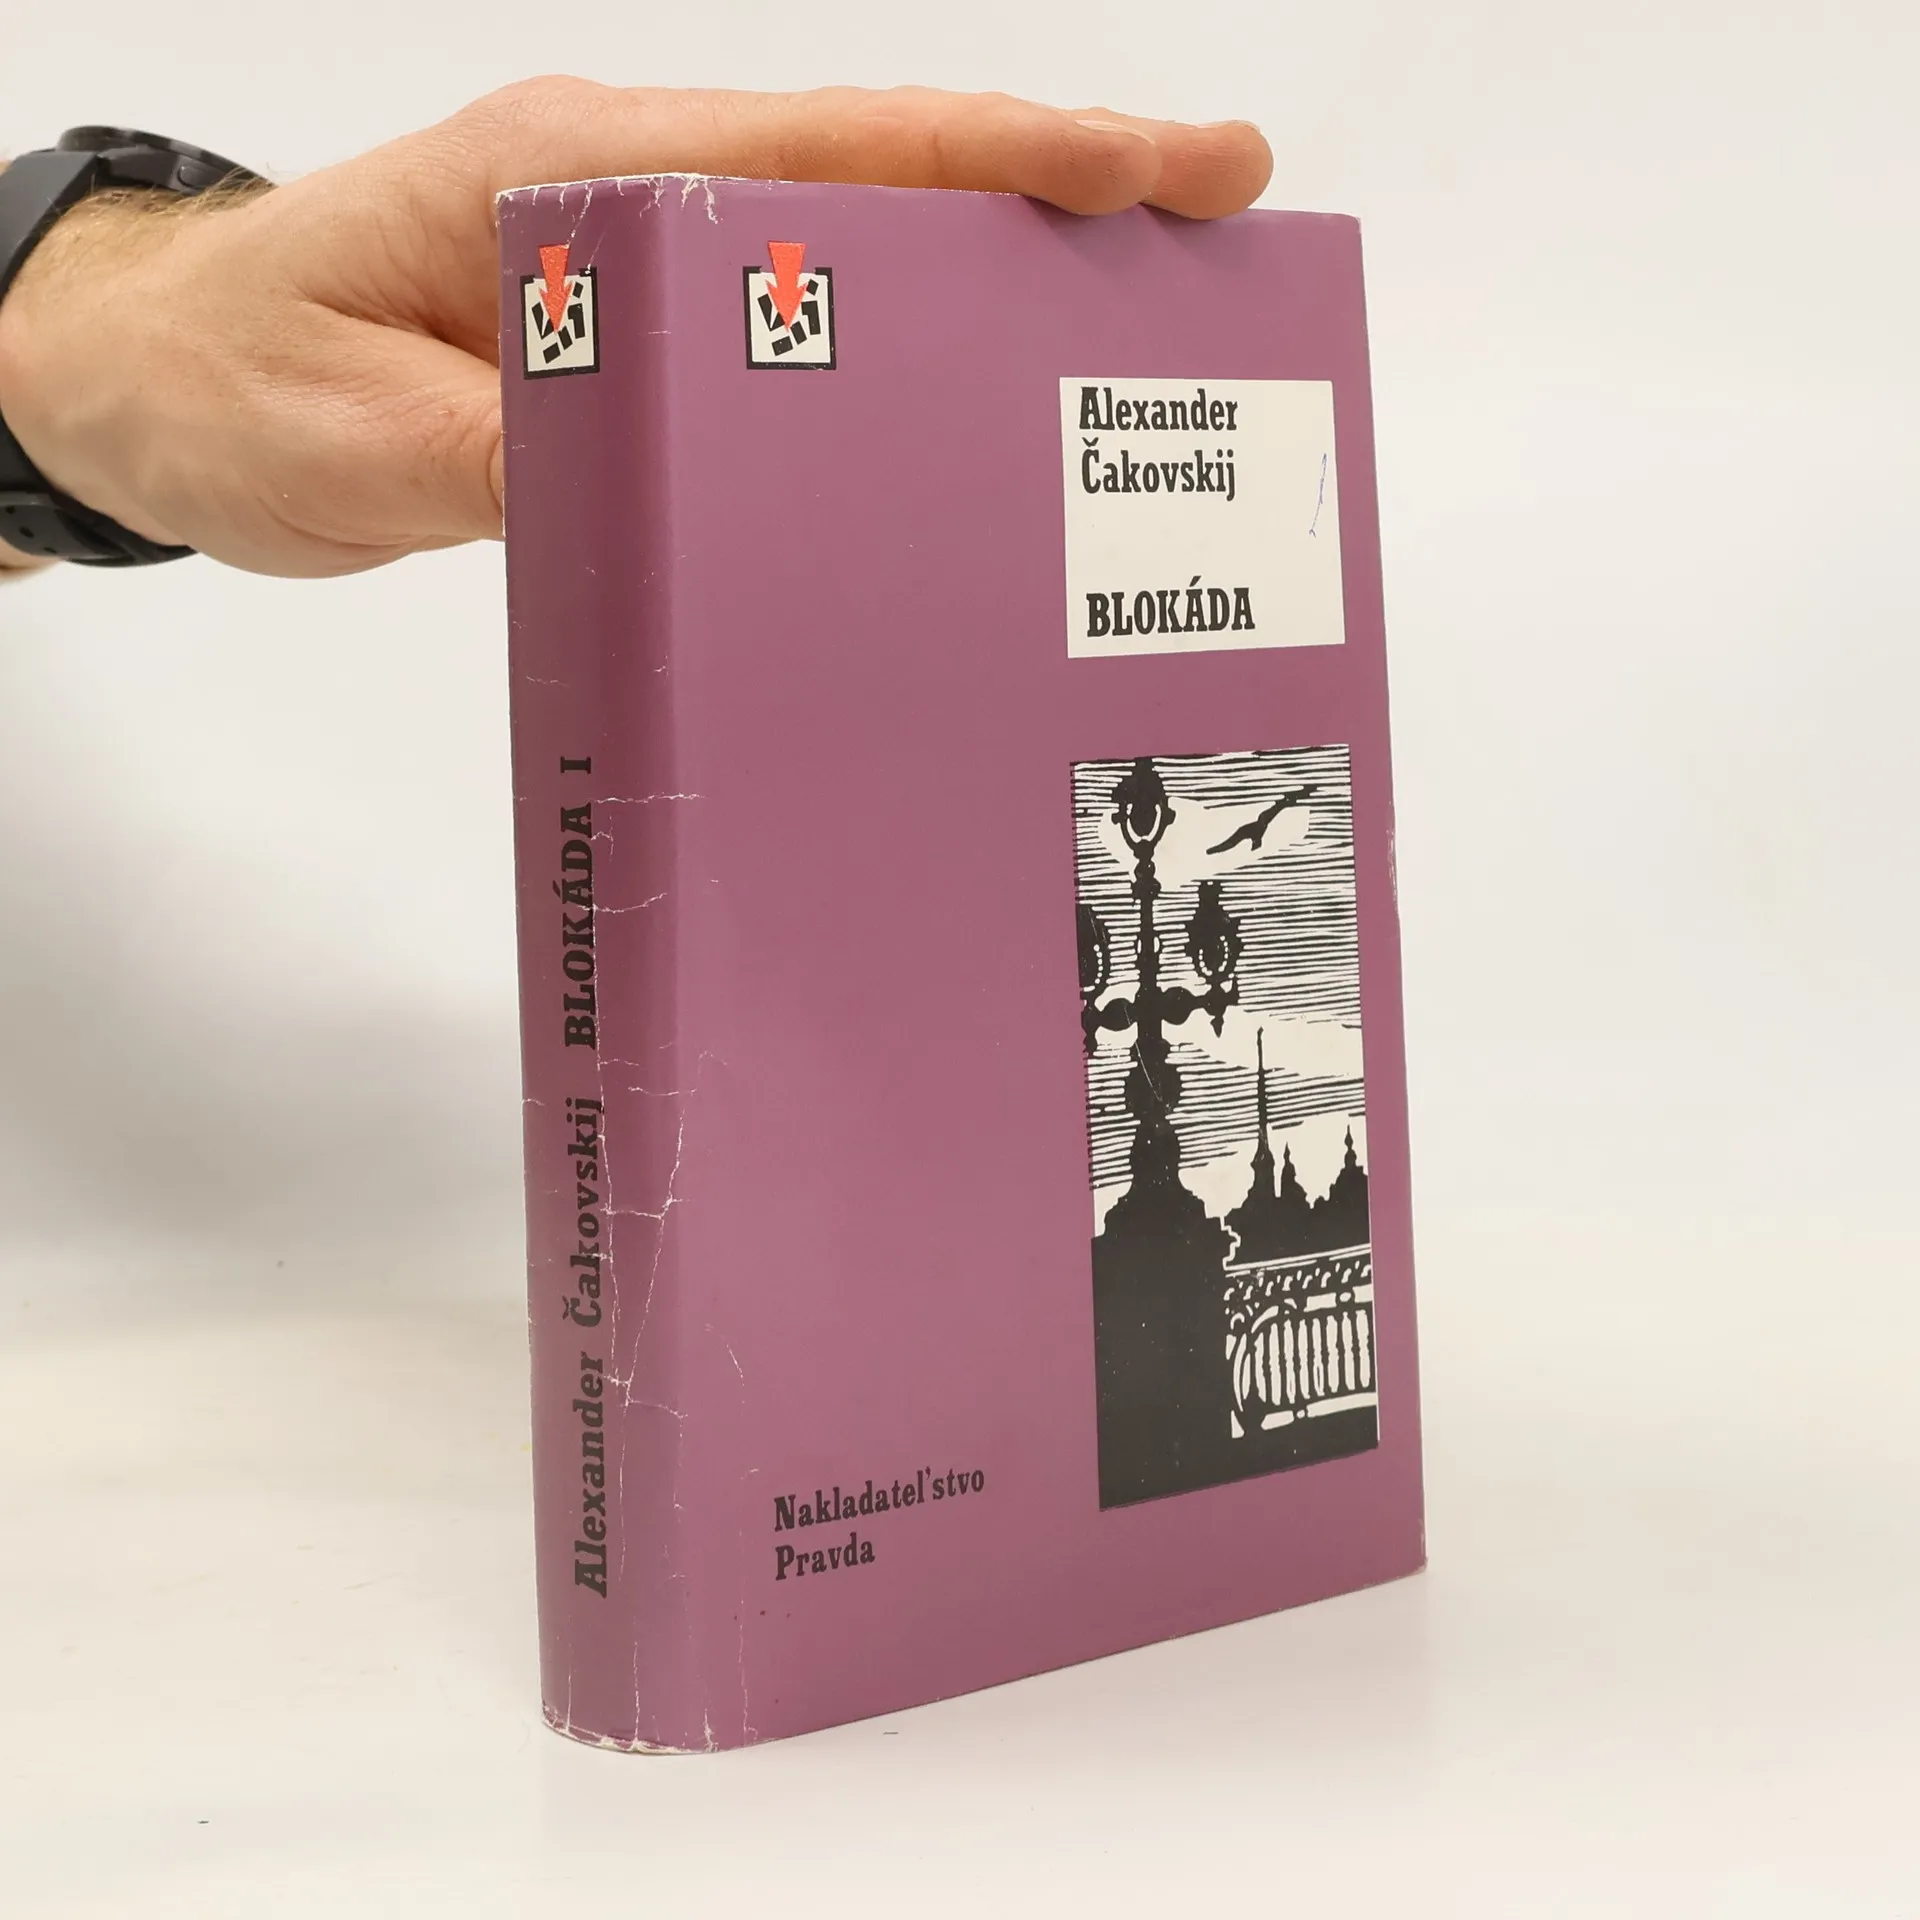 Alexander
Čakovskij
BLOKÁDA
Nakladateľstvo
Pravda
Alexander Čakovskij BLOKÁDA I